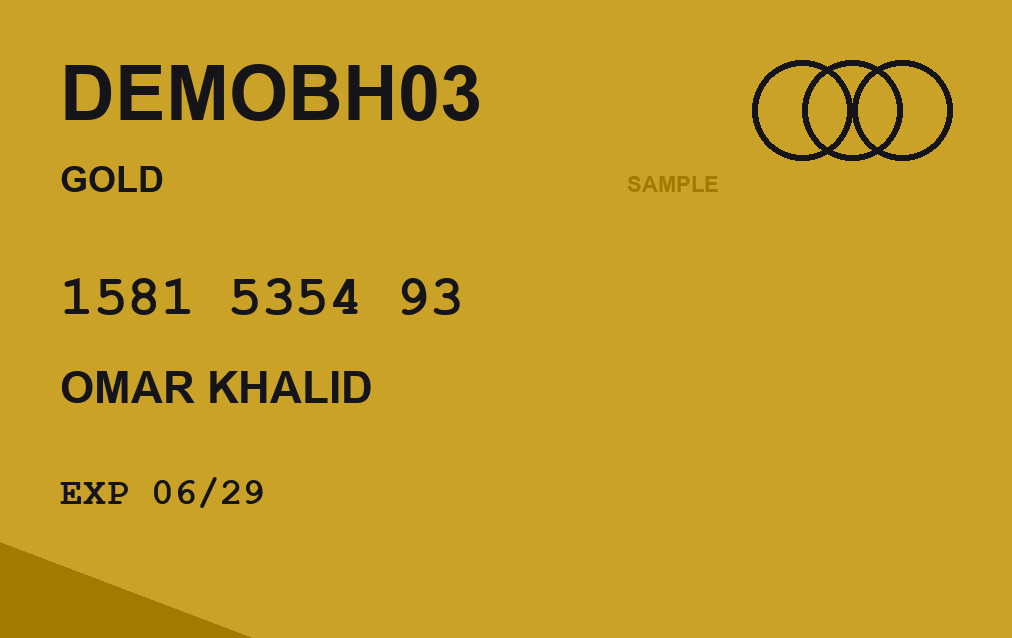 DEMOBH03
GOLD
SAMPLE
1581 5354 93
OMAR KHALID
EXP 06/29